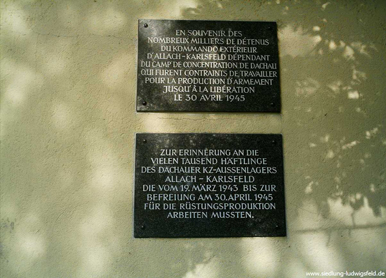 EN SOUVENIR DES
NOMBREUX MILLIERS DE DÉTENUS
DU KOMMANDO EXTÉRIEUR
D'ALLACH-KARLSFELD DÉPENDANT
DU CAMP DE CONCENTRATION DE DACHAU
QUI FURENT CONTRAINTS DE TRAVAILLER
POUR LA PRODUCTION D'ARMEMENT
JUSQU'À LA LIBÉRATION
LE 30 AVRIL 1945
ZUR ERINNERUNG AN DIE
VIELEN TAUSEND HÄFTLINGE
DES DACHAUER KZ-AUSSENLAGERS
ALLACH - KARLSFELD
DIE VOM 19. MÄRZ 1943 BIS ZUR
BEFREIUNG AM 30. APRIL 1945
FÜR DIE RÜSTUNGSPRODUKTION
ARBEITEN MUSSTEN.
www.siedlung-ludwigsfeld.de